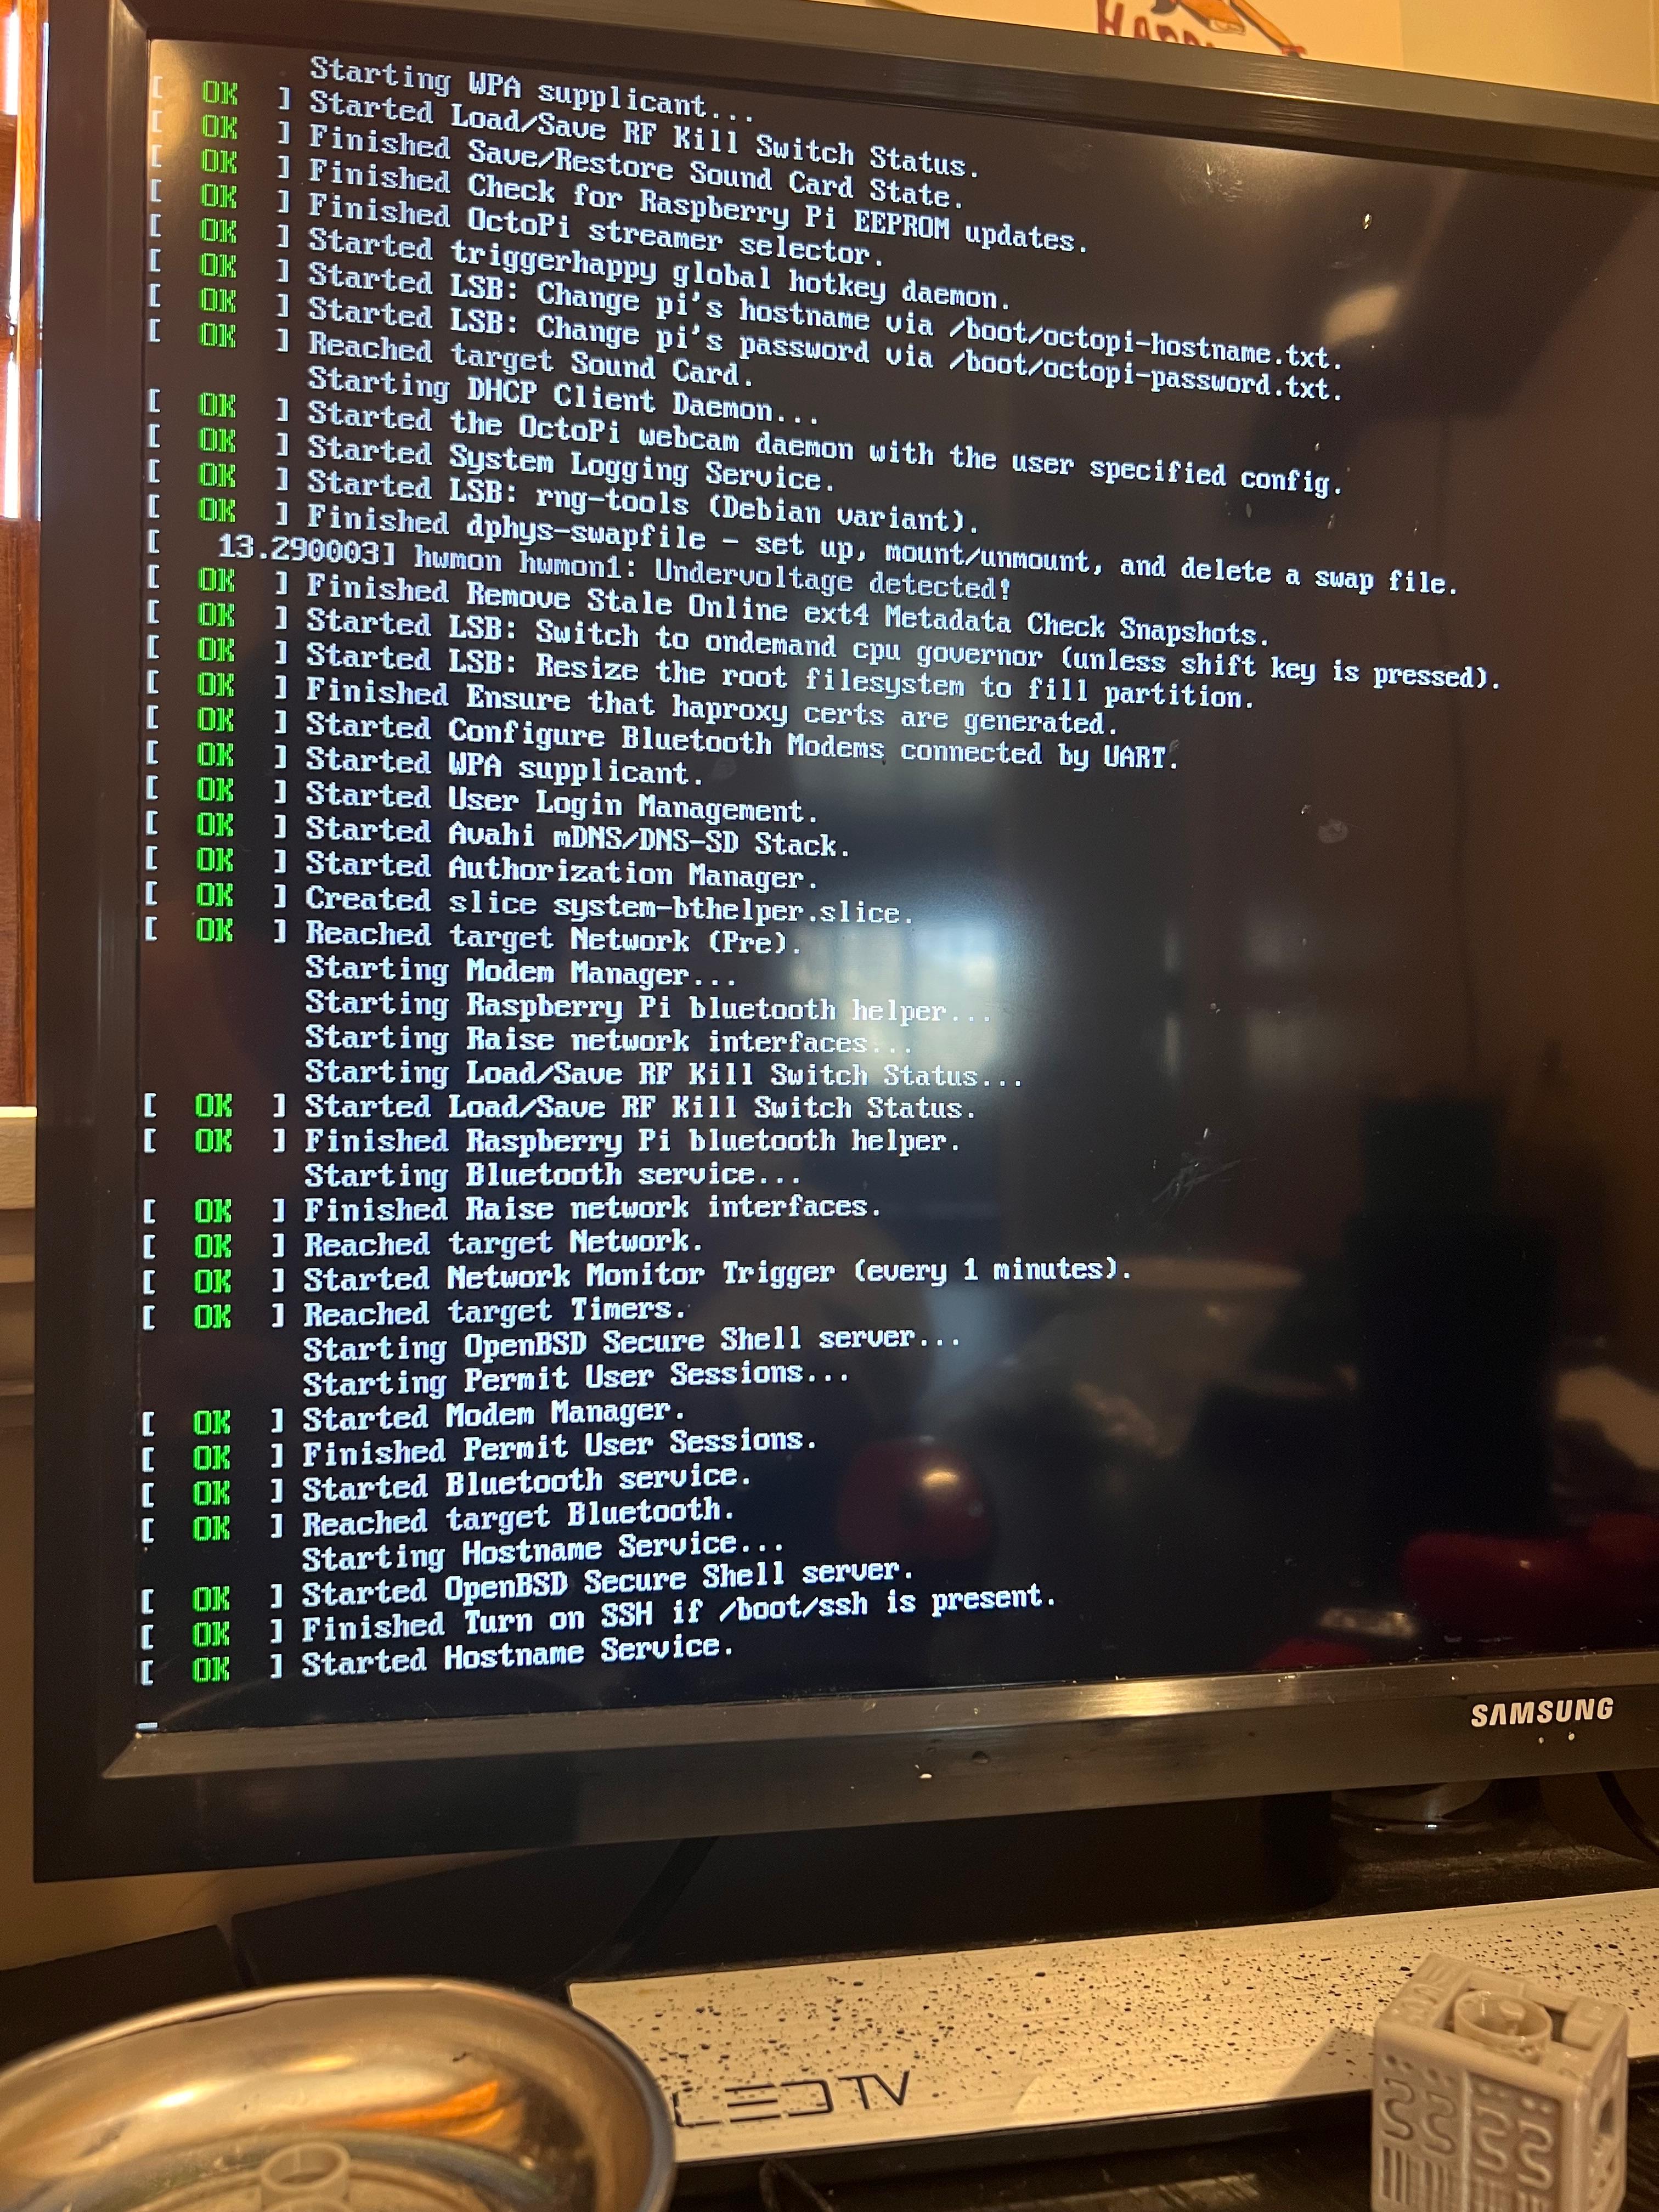 Starting WPA supplicant...
[ OK ] Started Load/Save RF Kill Switch Status.
[ OK ] Finished Save/Restore Sound Card State.
[ OK ] Finished Check for Raspberry Pi EEPROM updates.
[ OK ] Finished OctoPi streamer selector.
[ OK ] Started triggerhappy global hotkey daemon.
[ OK ] Started LSB: Change pi's hostname via /boot/octopi-hostname.txt.
[ OK ] Started LSB: Change pi's password via /boot/octopi-password.txt.
[ OK ] Reached target Sound Card.
Starting DHCP Client Daemon...
[ OK ] Started the OctoPi webcam daemon with the user specified config.
[ OK ] Started System Logging Service.
[ OK ] Started LSB: rng-tools (Debian variant).
[ OK ] Finished dphys-swapfile - set up, mount/unmount, and delete a swap file.
[ 13.290003] hwmon hwmon1: Undervoltage detected!
[ OK ] Finished Remove Stale Online ext4 Metadata Check Snapshots.
[ OK ] Started LSB: Switch to ondemand cpu governor (unless shift key is pressed).
[ OK ] Started LSB: Resize the root filesystem to fill partition.
[ OK ] Finished Ensure that haproxy certs are generated.
[ OK ] Started Configure Bluetooth Modems connected by UART.
[ OK ] Started WPA supplicant.
[ OK ] Started User Login Management.
[ OK ] Started Avahi mDNS/DNS-SD Stack.
[ OK ] Started Authorization Manager.
[ OK ] Created slice system-bthelper.slice.
[ OK ] Reached target Network (Pre).
Starting Modem Manager...
Starting Raspberry Pi bluetooth helper...
Starting Raise network interfaces...
Starting Load/Save RF Kill Switch Status...
[ OK ] Started Load/Save RF Kill Switch Status.
[ OK ] Finished Raspberry Pi bluetooth helper.
Starting Bluetooth service...
[ OK ] Finished Raise network interfaces.
[ OK ] Reached target Network.
[ OK ] Started Network Monitor Trigger (every 1 minutes).
[ OK ] Reached target Timers.
Starting OpenBSD Secure Shell server...
Starting Permit User Sessions...
[ OK ] Started Modem Manager.
[ OK ] Finished Permit User Sessions.
[ OK ] Started Bluetooth service.
[ OK ] Reached target Bluetooth.
Starting Hostname Service...
[ OK ] Started OpenBSD Secure Shell server.
[ OK ] Finished Turn on SSH if /boot/ssh is present.
[ OK ] Started Hostname Service.
SAMSUNG
LED TV